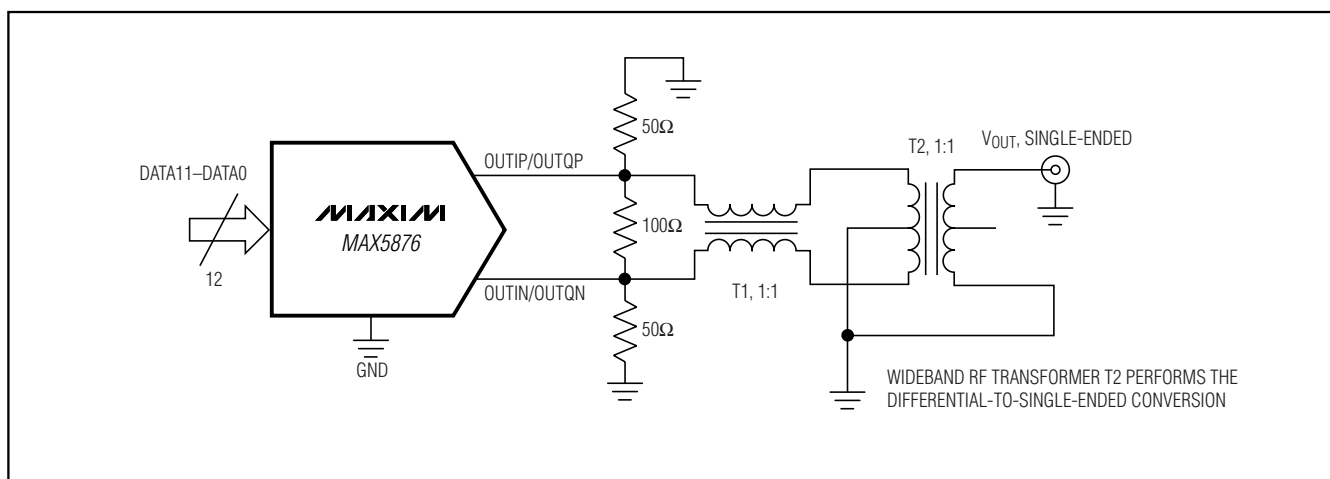 50Ω
T2, 1:1
VOUT, SINGLE-ENDED
DATA11–DATA0
OUTIP/OUTQP
MAXIM
MAX5876
100Ω
12
OUTIN/OUTQN
T1, 1:1
50Ω
GND
WIDEBAND RF TRANSFORMER T2 PERFORMS THE
DIFFERENTIAL-TO-SINGLE-ENDED CONVERSION